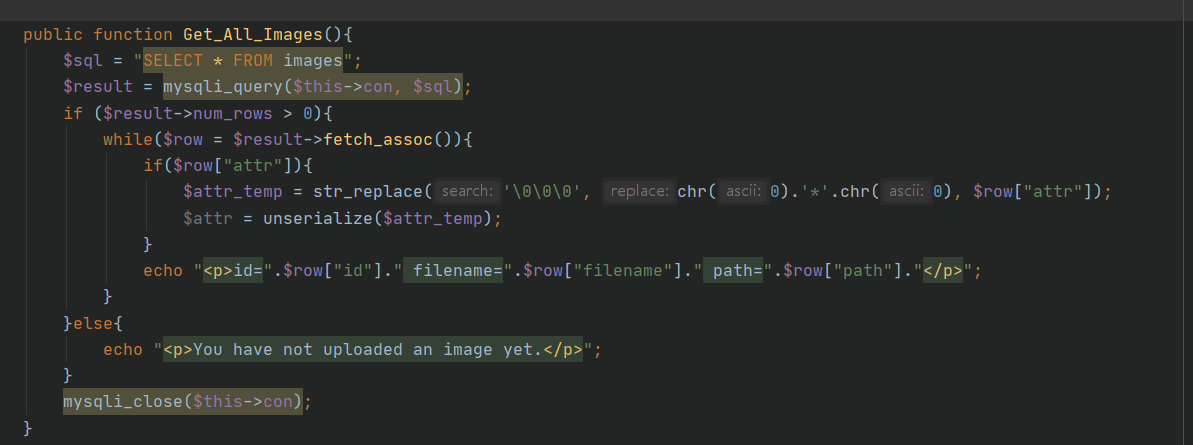 public function Get_All_Images(){
$sql = "SELECT * FROM images";
$result = mysqli_query($this->con, $sql);
if ($result->num_rows > 0){
while($row = $result->fetch_assoc()){
if($row["attr"]){
$attr_temp = str_replace( search: '\0\0\0', replace: chr( ascii: 0).'*'.chr( ascii: 0), $row["attr"]);
$attr = unserialize($attr_temp);
}
echo "<p>id=".$row["id"]." filename=".$row["filename"]." path=".$row["path"]."</p>";
}
}else{
echo "<p>You have not uploaded an image yet.</p>";
}
mysqli_close($this->con);
}